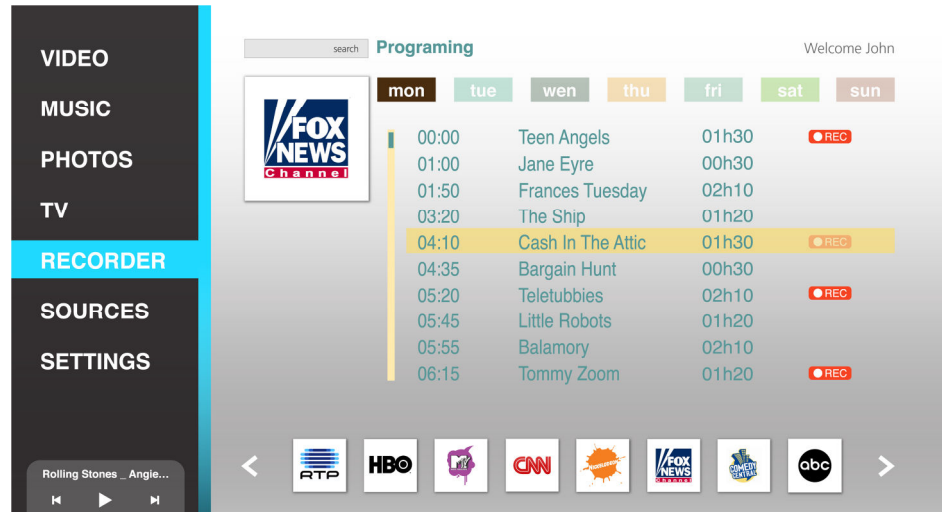 VIDEO
MUSIC
PHOTOS
TV
RECORDER
SOURCES
SETTINGS
Rolling Stones _ Angie...
search Programing Welcome John
mon tue wen thu fri sat sun
FOX
NEWS
Channel
00:00 Teen Angels 01h30 REC
01:00 Jane Eyre 00h30
01:50 Frances Tuesday 02h10
03:20 The Ship 01h20
04:10 Cash In The Attic 01h30 REC
04:35 Bargain Hunt 00h30
05:20 Teletubbies 02h10 REC
05:45 Little Robots 01h20
05:55 Balamory 02h10
06:15 Tommy Zoom 01h20 REC
RTP
HBO
MTV
CNN
NICKELODEON
FOX
NEWS
Channel
COMEDY
CENTRAL
abc